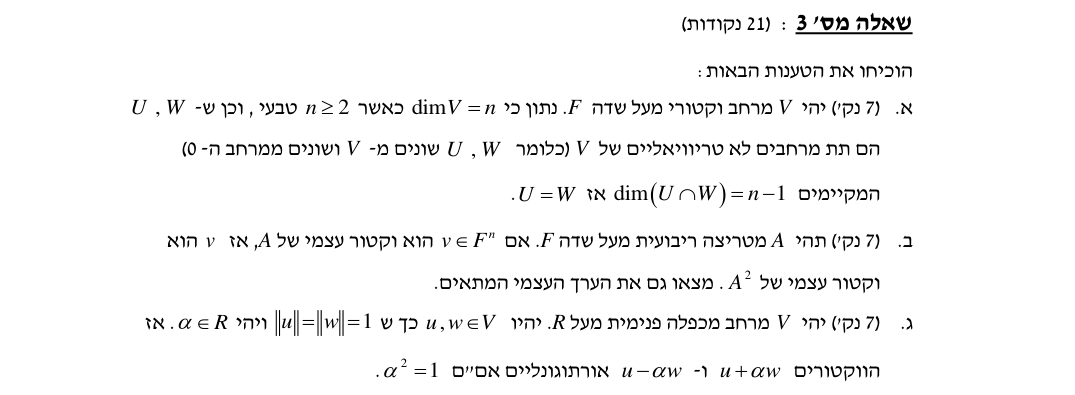 שאלה מס' 3 : (21 נקודות)
הוכיחו את הטענות הבאות:
א. (7 נק') יהי V מרחב וקטורי מעל שדה F. נתון כי dimV = n כאשר n ≥ 2 טבעי, וכן ש- U , W
הם תת מרחבים לא טריוויאליים של V (כלומר U , W שונים מ- V ושונים ממרחב ה- 0)
המקיימים dim(U ∩ W) = n − 1 אז U = W.
ב. (7 נק') תהי A מטריצה ריבועית מעל שדה F. אם v ∈ Fⁿ הוא וקטור עצמי של A, אז v הוא
וקטור עצמי של A². מצאו גם את הערך העצמי המתאים.
ג. (7 נק') יהי V מרחב מכפלה פנימית מעל R. יהיו u, w ∈ V כך ש ‖u‖ = ‖w‖ = 1 ויהי α ∈ R. אז
הווקטורים u + αw ו- u − αw אורתוגונליים אם"ם α² = 1.